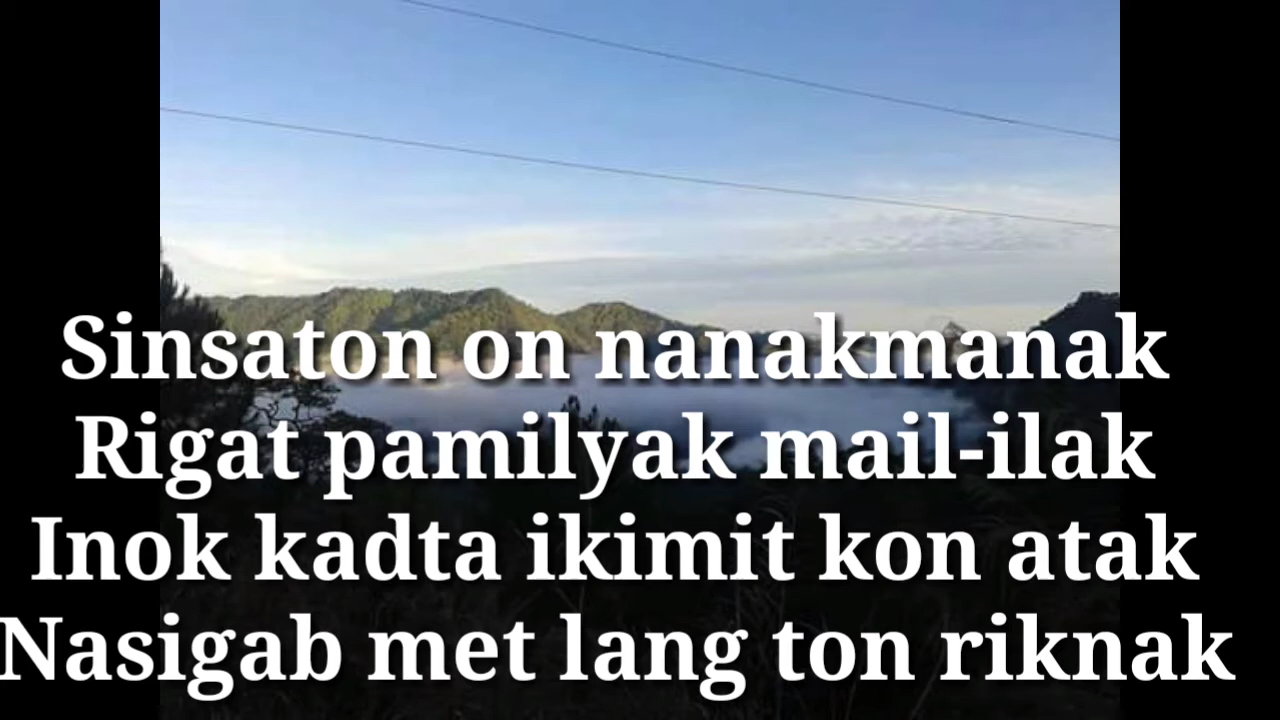 Sinsaton on nanakmanak
Rigat pamilyak mail-ilak
Inok kadta ikimit kon atak
Nasigab met lang ton riknak